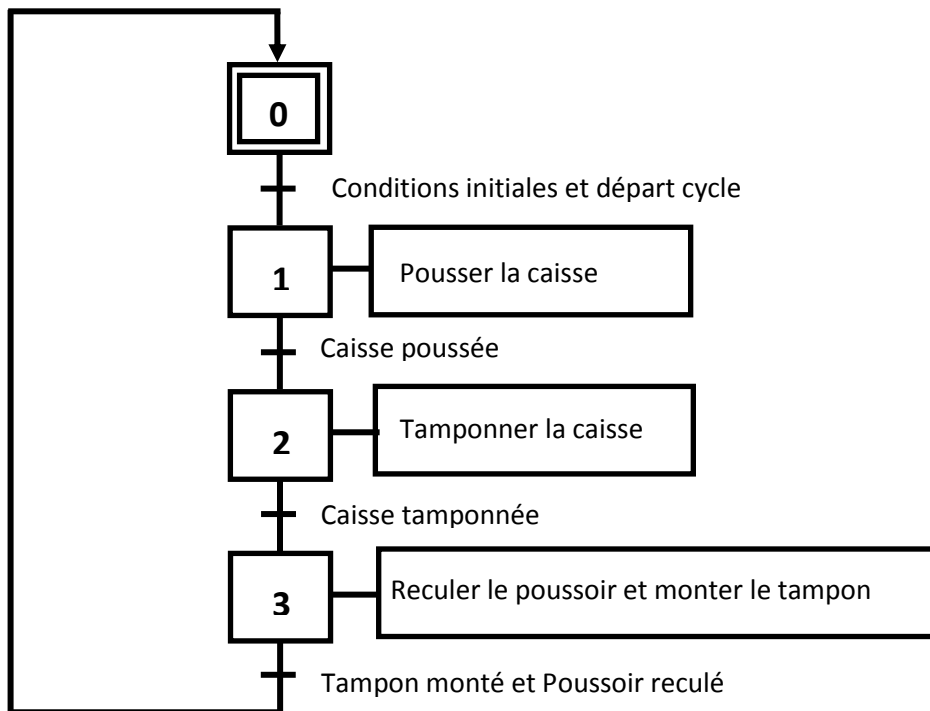 0
Conditions initiales et départ cycle
1
Pousser la caisse
Caisse poussée
2
Tamponner la caisse
Caisse tamponnée
3
Reculer le poussoir et monter le tampon
Tampon monté et Poussoir reculé